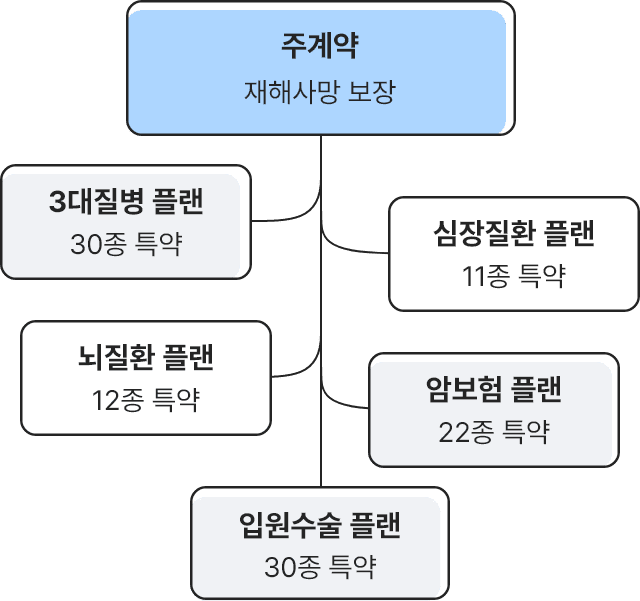 주계약
재해사망 보장
3대질병 플랜
30종 특약
심장질환 플랜
11종 특약
뇌질환 플랜
12종 특약
암보험 플랜
22종 특약
입원수술 플랜
30종 특약